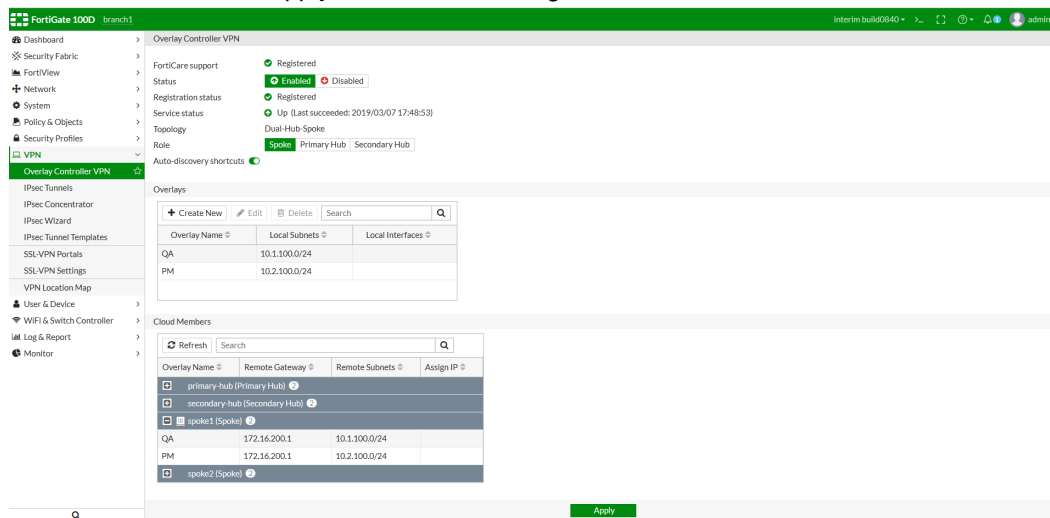 FortiGate 100D branch1 interim build0840 >_ 1 admin
Dashboard
Security Fabric
FortiView
Network
System
Policy & Objects
Security Profiles
VPN
Overlay Controller VPN
IPsec Tunnels
IPsec Concentrator
IPsec Wizard
IPsec Tunnel Templates
SSL-VPN Portals
SSL-VPN Settings
VPN Location Map
User & Device
WiFi & Switch Controller
Log & Report
Monitor
Overlay Controller VPN
FortiCare support Registered
Status Enabled Disabled
Registration status Registered
Service status Up (Last succeeded: 2019/03/07 17:48:53)
Topology Dual-Hub-Spoke
Role Spoke Primary Hub Secondary Hub
Auto-discovery shortcuts
Overlays
+ Create New Edit Delete Search
Overlay Name Local Subnets Local Interfaces
QA 10.1.100.0/24
PM 10.2.100.0/24
Cloud Members
Refresh Search
Overlay Name Remote Gateway Remote Subnets Assign IP
primary-hub (Primary Hub) 2
secondary-hub (Secondary Hub) 2
spoke1 (Spoke) 2
QA 172.16.200.1 10.1.100.0/24
PM 172.16.200.1 10.2.100.0/24
spoke2 (Spoke) 2
Apply